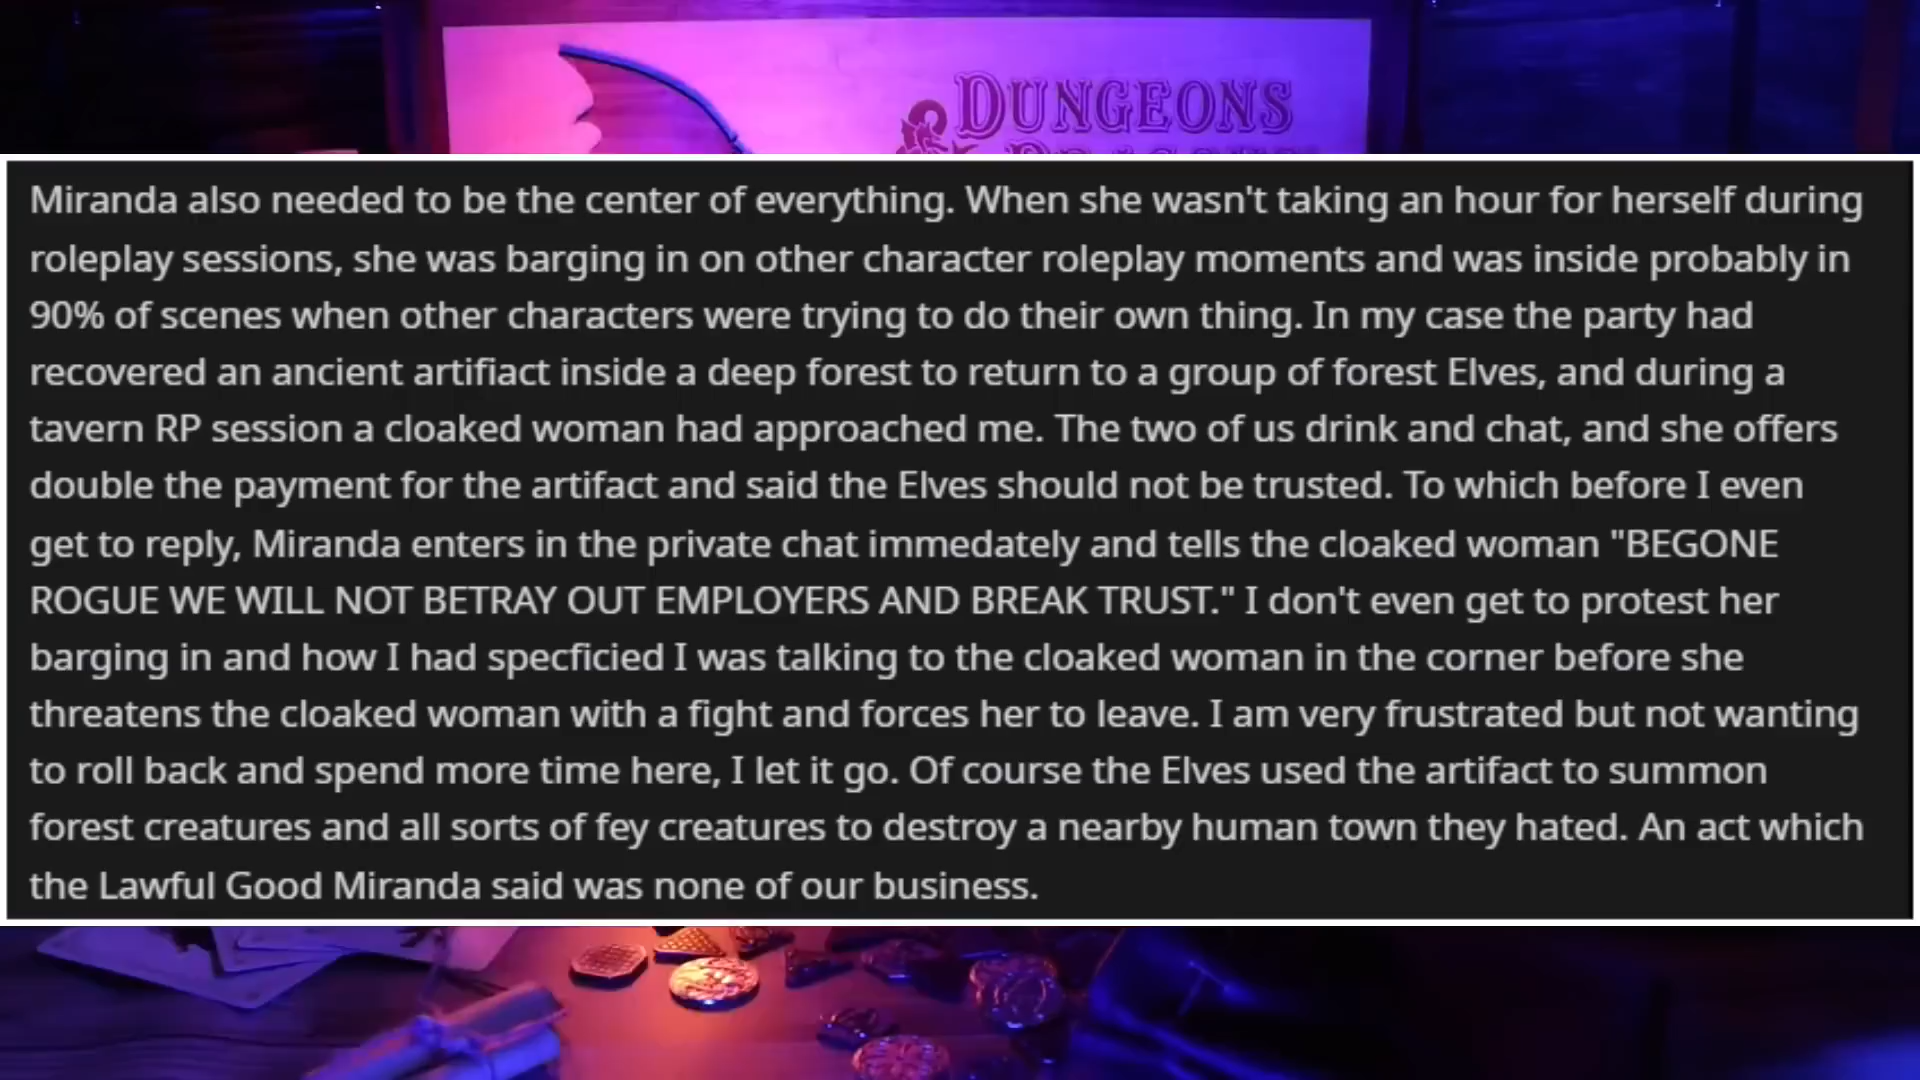 DUNGEONS
Miranda also needed to be the center of everything. When she wasn't taking an hour for herself during
roleplay sessions, she was barging in on other character roleplay moments and was inside probably in
90% of scenes when other characters were trying to do their own thing. In my case the party had
recovered an ancient artifiact inside a deep forest to return to a group of forest Elves, and during a
tavern RP session a cloaked woman had approached me. The two of us drink and chat, and she offers
double the payment for the artifact and said the Elves should not be trusted. To which before I even
get to reply, Miranda enters in the private chat immedately and tells the cloaked woman "BEGONE
ROGUE WE WILL NOT BETRAY OUT EMPLOYERS AND BREAK TRUST." I don't even get to protest her
barging in and how I had specficied I was talking to the cloaked woman in the corner before she
threatens the cloaked woman with a fight and forces her to leave. I am very frustrated but not wanting
to roll back and spend more time here, I let it go. Of course the Elves used the artifact to summon
forest creatures and all sorts of fey creatures to destroy a nearby human town they hated. An act which
the Lawful Good Miranda said was none of our business.